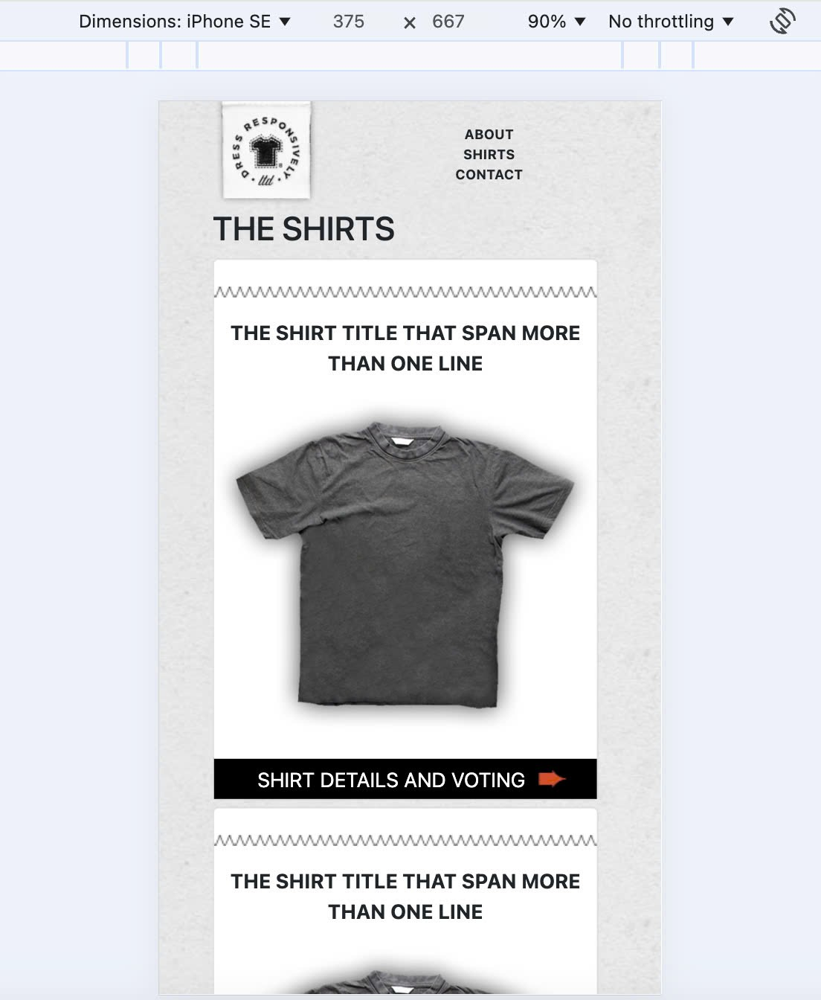 Dimensions: iPhone SE ▼ 375 × 667 90% ▼ No throttling ▼
DRESS RESPONSIVELY
ltd
ABOUT
SHIRTS
CONTACT
THE SHIRTS
THE SHIRT TITLE THAT SPAN MORE
THAN ONE LINE
SHIRT DETAILS AND VOTING
THE SHIRT TITLE THAT SPAN MORE
THAN ONE LINE